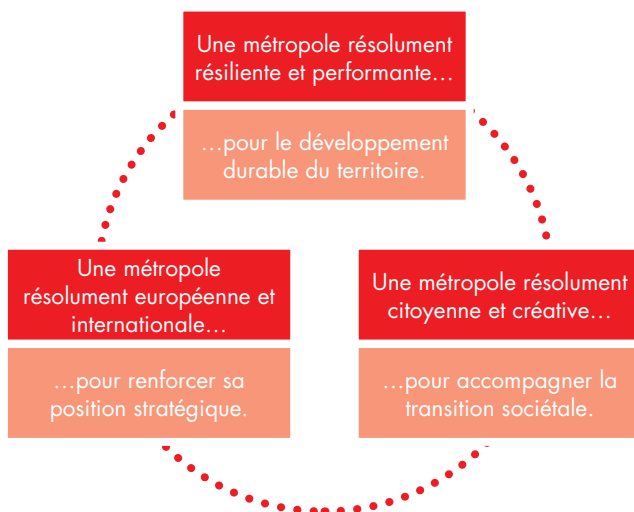 Une métropole résolument
résiliente et performante…
…pour le développement
durable du territoire.
Une métropole
résolument européenne et
internationale…
…pour renforcer sa
position stratégique.
Une métropole résolument
citoyenne et créative…
…pour accompagner la
transition sociétale.